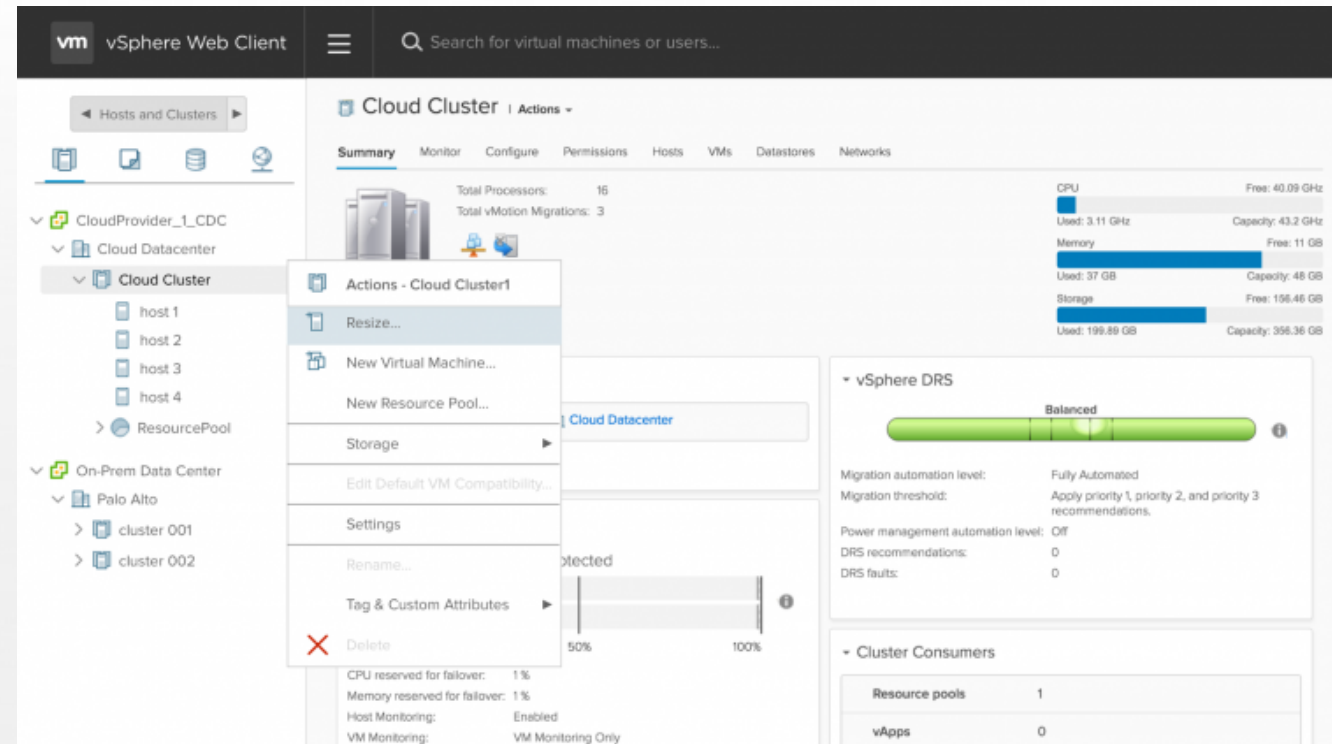 vm vSphere Web Client Search for virtual machines or users...
Hosts and Clusters
CloudProvider_1_CDC
Cloud Datacenter
Cloud Cluster
host 1
host 2
host 3
host 4
ResourcePool
On-Prem Data Center
Palo Alto
cluster 001
cluster 002
Actions - Cloud Cluster1
Resize...
New Virtual Machine...
New Resource Pool...
Storage
Edit Default VM Compatibility...
Settings
Rename...
Tag & Custom Attributes
Delete
Cloud Cluster | Actions
Summary Monitor Configure Permissions Hosts VMs Datastores Networks
Total Processors: 16
Total vMotion Migrations: 3
CPU Free: 40.09 GHz
Used: 3.11 GHz Capacity: 43.2 GHz
Memory Free: 11 GB
Used: 37 GB Capacity: 48 GB
Storage Free: 156.46 GB
Used: 199.89 GB Capacity: 356.36 GB
Cloud Datacenter
otected
50% 100%
CPU reserved for failover: 1 %
Memory reserved for failover: 1 %
Host Monitoring: Enabled
VM Monitoring: VM Monitoring Only
vSphere DRS
Balanced
Migration automation level: Fully Automated
Migration threshold: Apply priority 1, priority 2, and priority 3
recommendations.
Power management automation level: Off
DRS recommendations: 0
DRS faults: 0
Cluster Consumers
Resource pools 1
vApps 0